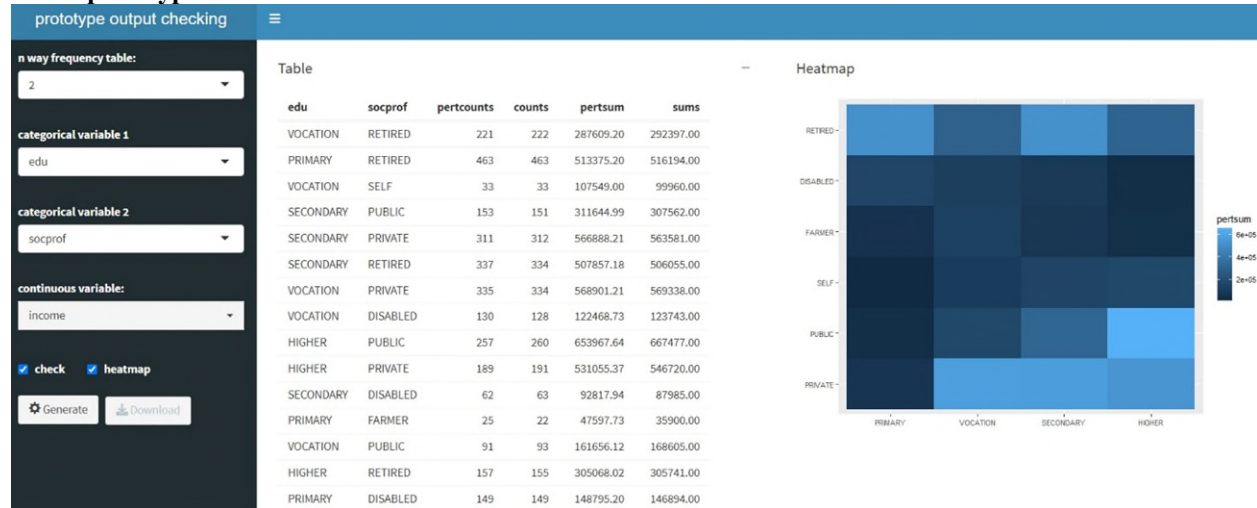 prototype output checking
n way frequency table:
2
categorical variable 1
edu
categorical variable 2
socprof
continuous variable:
income
check heatmap
Generate Download
Table
edu socprof pertcounts counts pertsum sums
VOCATION RETIRED 221 222 287609.20 292397.00
PRIMARY RETIRED 463 463 513375.20 516194.00
VOCATION SELF 33 33 107549.00 99960.00
SECONDARY PUBLIC 153 151 311644.99 307562.00
SECONDARY PRIVATE 311 312 566888.21 563581.00
SECONDARY RETIRED 337 334 507857.18 506055.00
VOCATION PRIVATE 335 334 568901.21 569338.00
VOCATION DISABLED 130 128 122468.73 123743.00
HIGHER PUBLIC 257 260 653967.64 667477.00
HIGHER PRIVATE 189 191 531055.37 546720.00
SECONDARY DISABLED 62 63 92817.94 87985.00
PRIMARY FARMER 25 22 47597.73 35900.00
VOCATION PUBLIC 91 93 161656.12 168605.00
HIGHER RETIRED 157 155 305068.02 305741.00
PRIMARY DISABLED 149 149 148795.20 146894.00
Heatmap
RETIRED
DISABLED
FARMER
SELF
PUBLIC
PRIVATE
PRIMARY VOCATION SECONDARY HIGHER
pertsum
6e+05
4e+05
2e+05